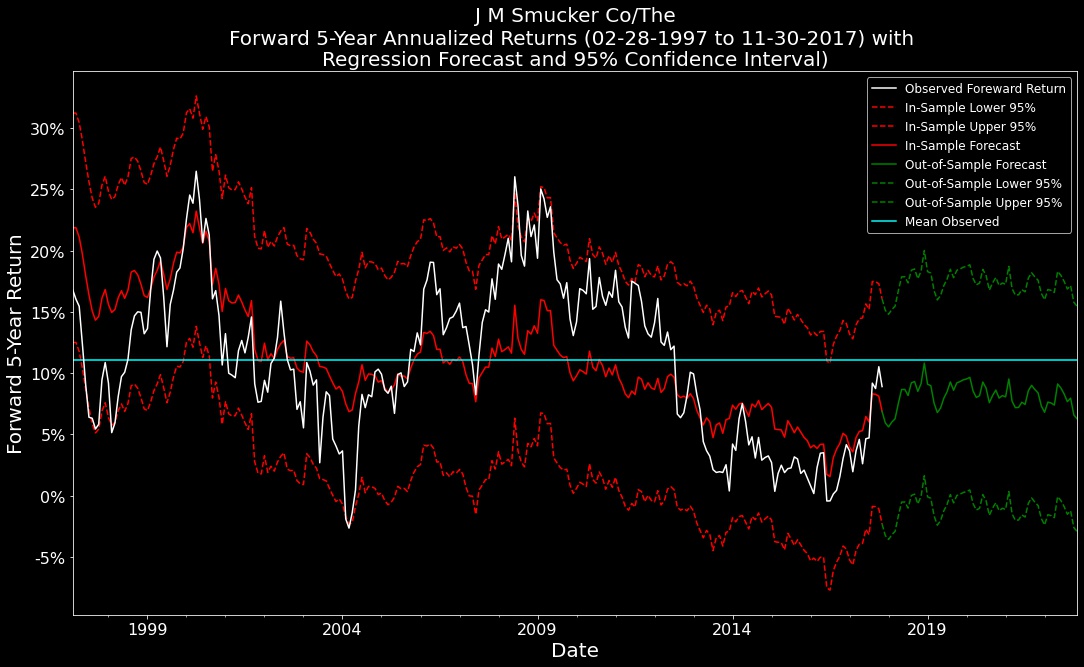 J M Smucker Co/The
Forward 5-Year Annualized Returns (02-28-1997 to 11-30-2017) with
Regression Forecast and 95% Confidence Interval)
Observed Foreward Return
In-Sample Lower 95%
In-Sample Upper 95%
In-Sample Forecast
Out-of-Sample Forecast
Out-of-Sample Lower 95%
Out-of-Sample Upper 95%
Mean Observed
Forward 5-Year Return
30%
25%
20%
15%
10%
5%
0%
-5%
1999
2004
2009
2014
2019
Date